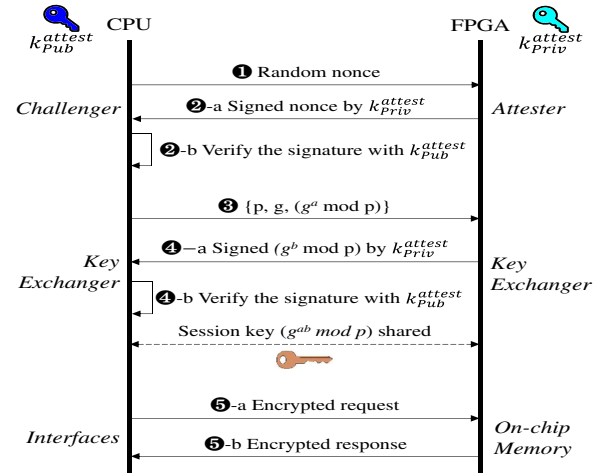 CPU FPGA
k_{Pub}^{attest} k_{Priv}^{attest}
❶ Random nonce
Challenger ❷-a Signed nonce by k_{Priv}^{attest} Attester
❷-b Verify the signature with k_{Pub}^{attest}
❸ {p, g, (g^a mod p)}
Key Exchanger ❹–a Signed (g^b mod p) by k_{Priv}^{attest} Key Exchanger
❹-b Verify the signature with k_{Pub}^{attest}
Session key (g^{ab} mod p) shared
❺-a Encrypted request
Interfaces ❺-b Encrypted response On-chip Memory